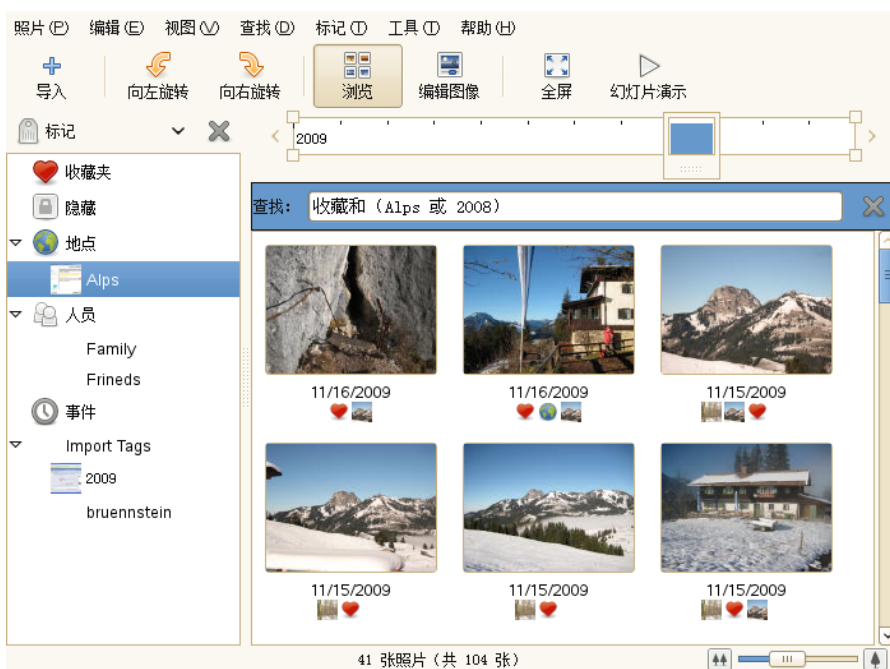 照片(P) 编辑(E) 视图(V) 查找(D) 标记(T) 工具(T) 帮助(H)
导入 向左旋转 向右旋转 浏览 编辑图像 全屏 幻灯片演示
标记
2009
收藏夹
隐藏
地点
Alps
人员
Family
Frineds
事件
Import Tags
2009
bruennstein
查找: 收藏和 (Alps 或 2008)
11/16/2009 11/16/2009 11/15/2009
11/15/2009 11/15/2009 11/15/2009
41 张照片(共 104 张)